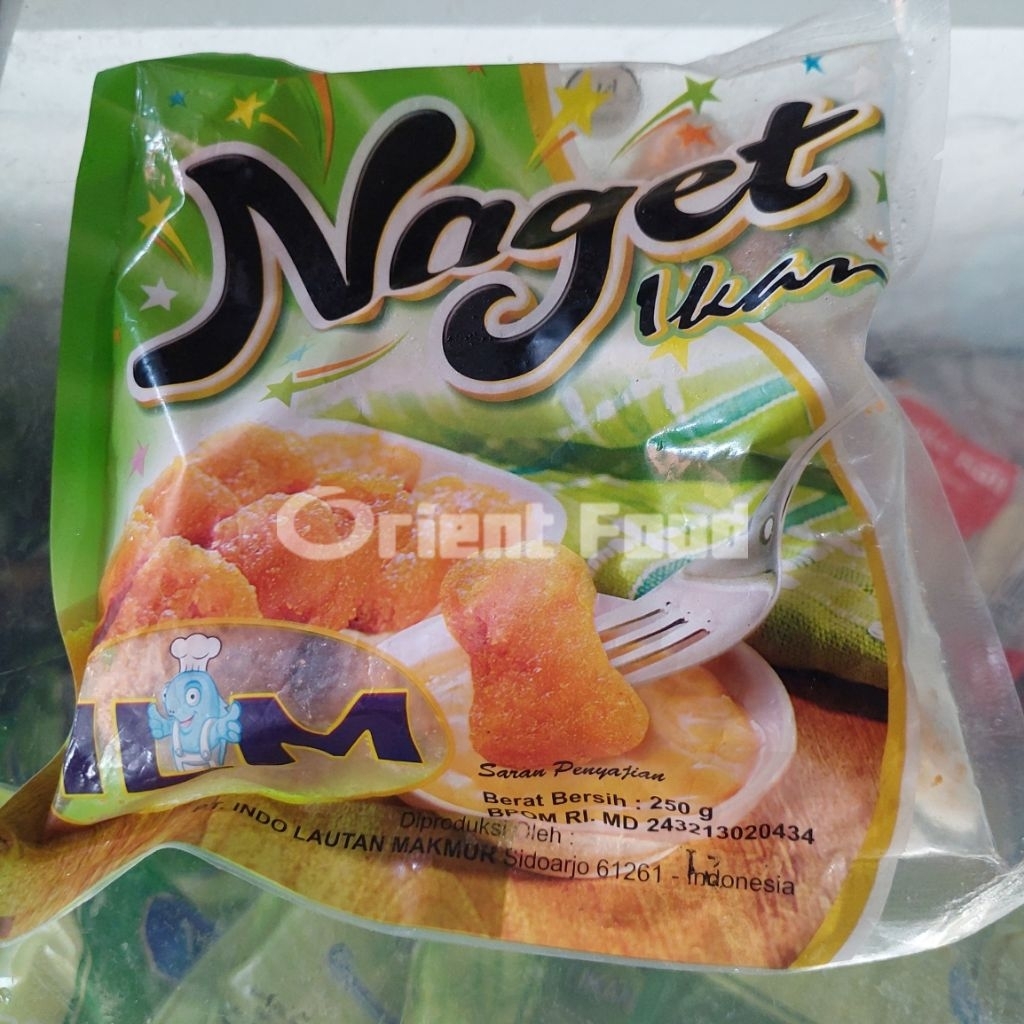 Naget
Ikan
Orient Food
ILM
Saran Penyajian
Berat Bersih : 250 g
BPOM RI. MD 243213020434
Diproduksi Oleh :
PT. INDO LAUTAN MAKMUR Sidoarjo 61261 - Indonesia